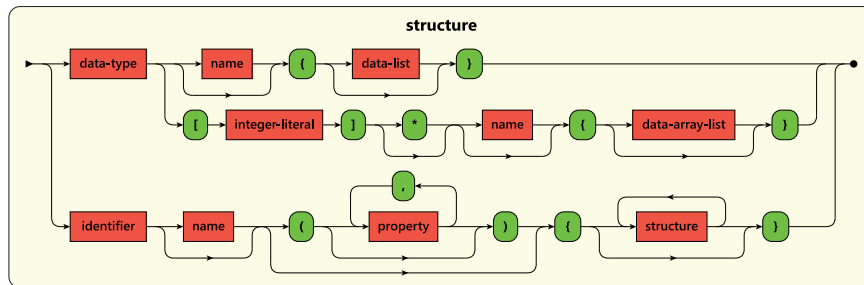 structure
data-type name { data-list }
[ integer-literal ] * name { data-array-list }
,
identifier name ( property ) { structure }